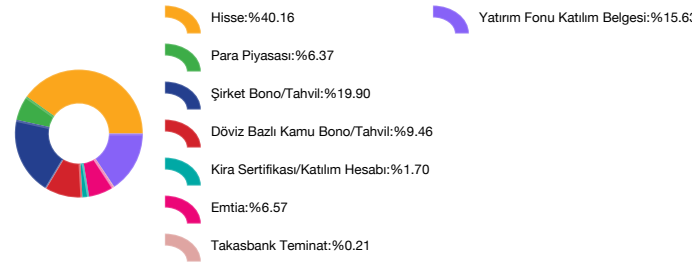 Hisse:%40.16
Para Piyasası:%6.37
Şirket Bono/Tahvil:%19.90
Döviz Bazlı Kamu Bono/Tahvil:%9.46
Kira Sertifikası/Katılım Hesabı:%1.70
Emtia:%6.57
Takasbank Teminat:%0.21
Yatırım Fonu Katılım Belgesi:%15.63